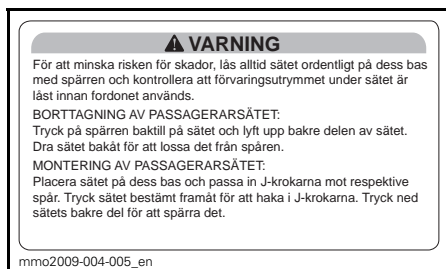 VARNING
För att minska risken för skador, lås alltid sätet ordentligt på dess bas
med spärren och kontrollera att förvaringsutrymmet under sätet är
låst innan fordonet används.
BORTTAGNING AV PASSAGERARSÄTET:
Tryck på spärren baktill på sätet och lyft upp bakre delen av sätet.
Dra sätet bakåt för att lossa det från spåren.
MONTERING AV PASSAGERARSÄTET:
Placera sätet på dess bas och passa in J-krokarna mot respektive
spår. Tryck sätet bestämt framåt för att haka i J-krokarna. Tryck ned
sätets bakre del för att spärra det.
mmo2009-004-005_en